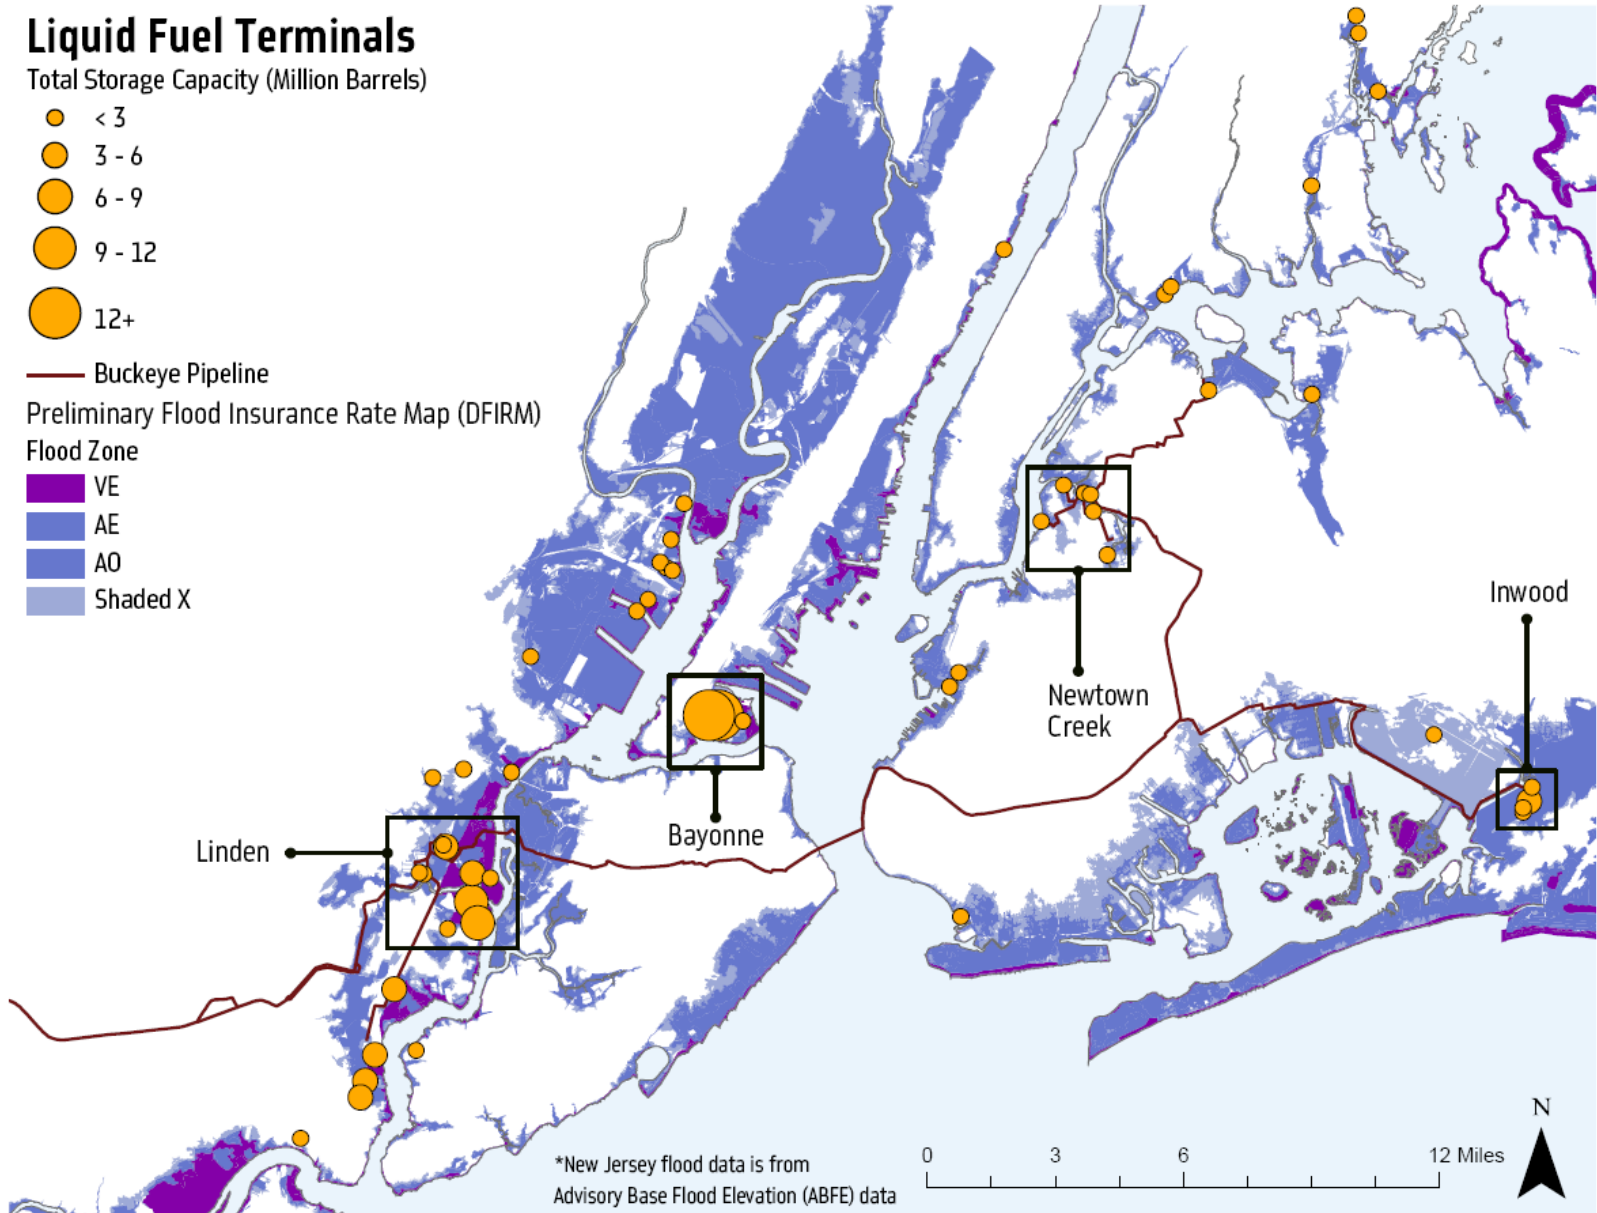 Liquid Fuel Terminals
Total Storage Capacity (Million Barrels)
< 3
3 - 6
6 - 9
9 - 12
12+
Buckeye Pipeline
Preliminary Flood Insurance Rate Map (DFIRM)
Flood Zone
VE
AE
AO
Shaded X
Inwood
Newtown
Creek
Bayonne
Linden
N
*New Jersey flood data is from
Advisory Base Flood Elevation (ABFE) data
0 3 6 12 Miles